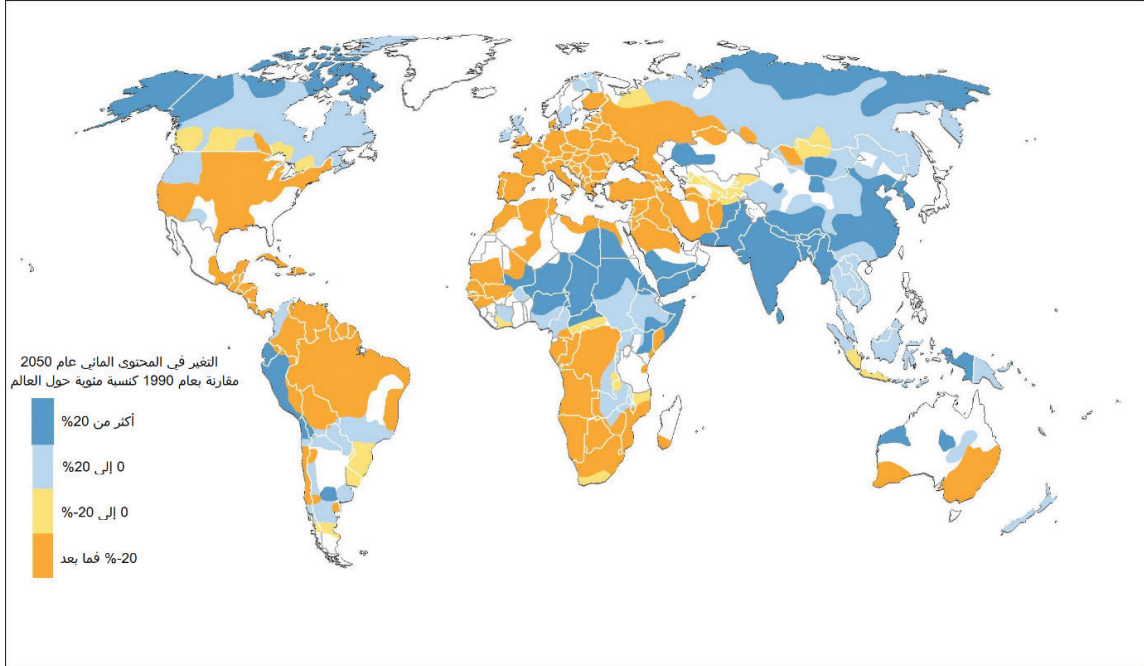 التغير في المحتوى المائي عام 2050
مقارنة بعام 1990 كنسبة مئوية حول العالم
أكثر من 20%
0 إلى 20%
0 إلى 20-%
20-% فما بعد